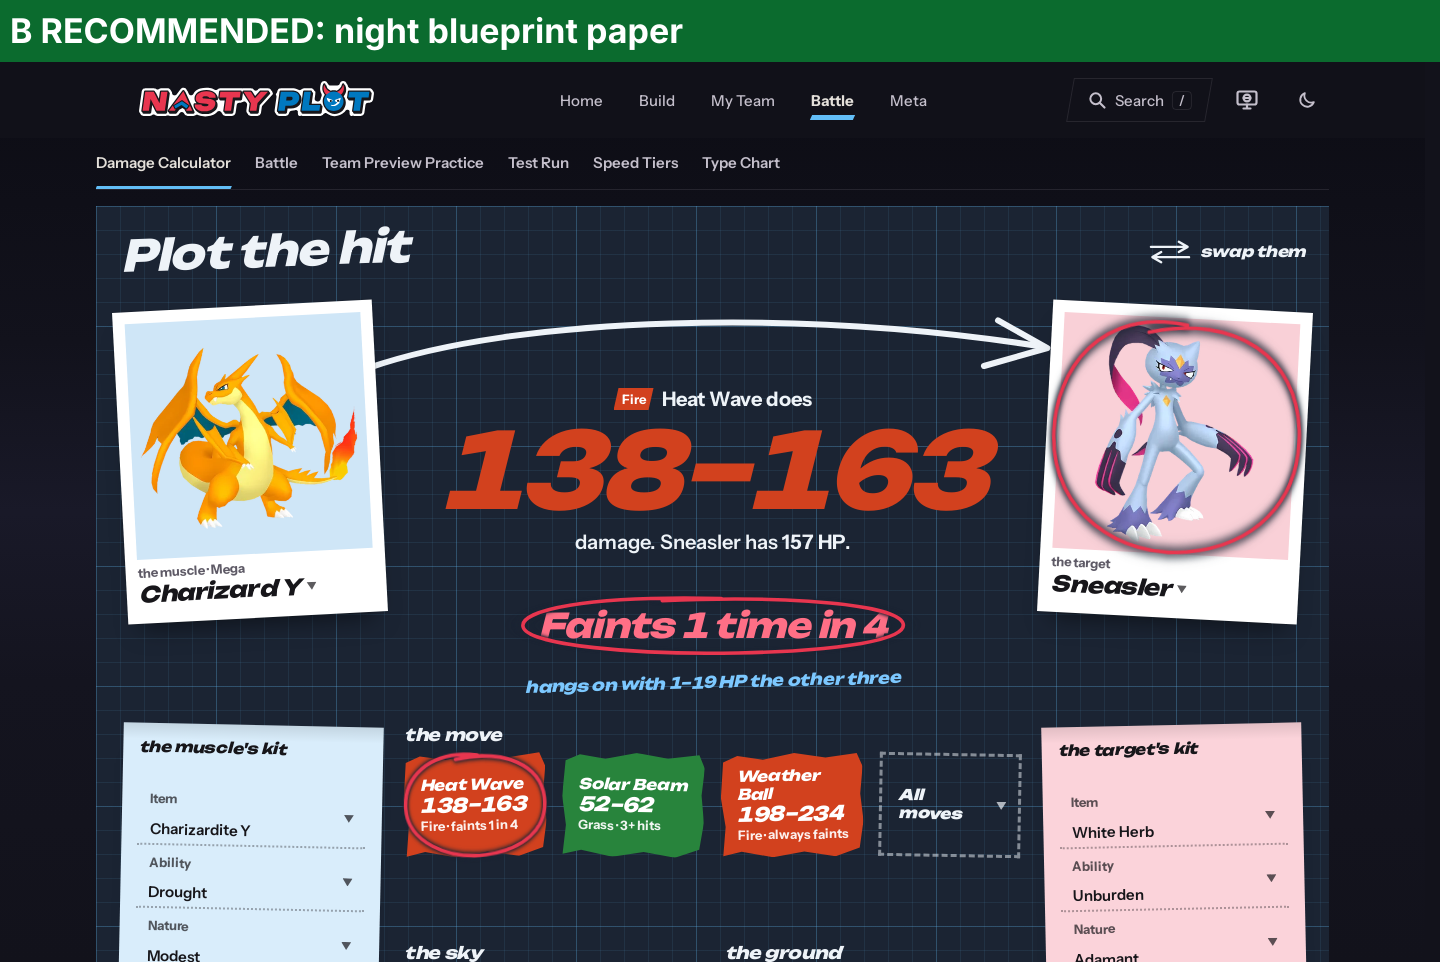 B RECOMMENDED: night blueprint paper
NASTY PLOT
Home
Build
My Team
Battle
Meta
Search /
Damage Calculator
Battle
Team Preview Practice
Test Run
Speed Tiers
Type Chart
Plot the hit
swap them
Fire Heat Wave does
138–163
damage. Sneasler has 157 HP.
the muscle · Mega
Charizard Y
the target
Sneasler
Faints 1 time in 4
hangs on with 1–19 HP the other three
the muscle's kit
Item
Charizardite Y
Ability
Drought
Nature
Modest
the move
Heat Wave
138–163
Fire · faints 1 in 4
Solar Beam
52–62
Grass · 3+ hits
Weather
Ball
198–234
Fire · always faints
All
moves
the sky
the ground
the target's kit
Item
White Herb
Ability
Unburden
Nature
Adamant